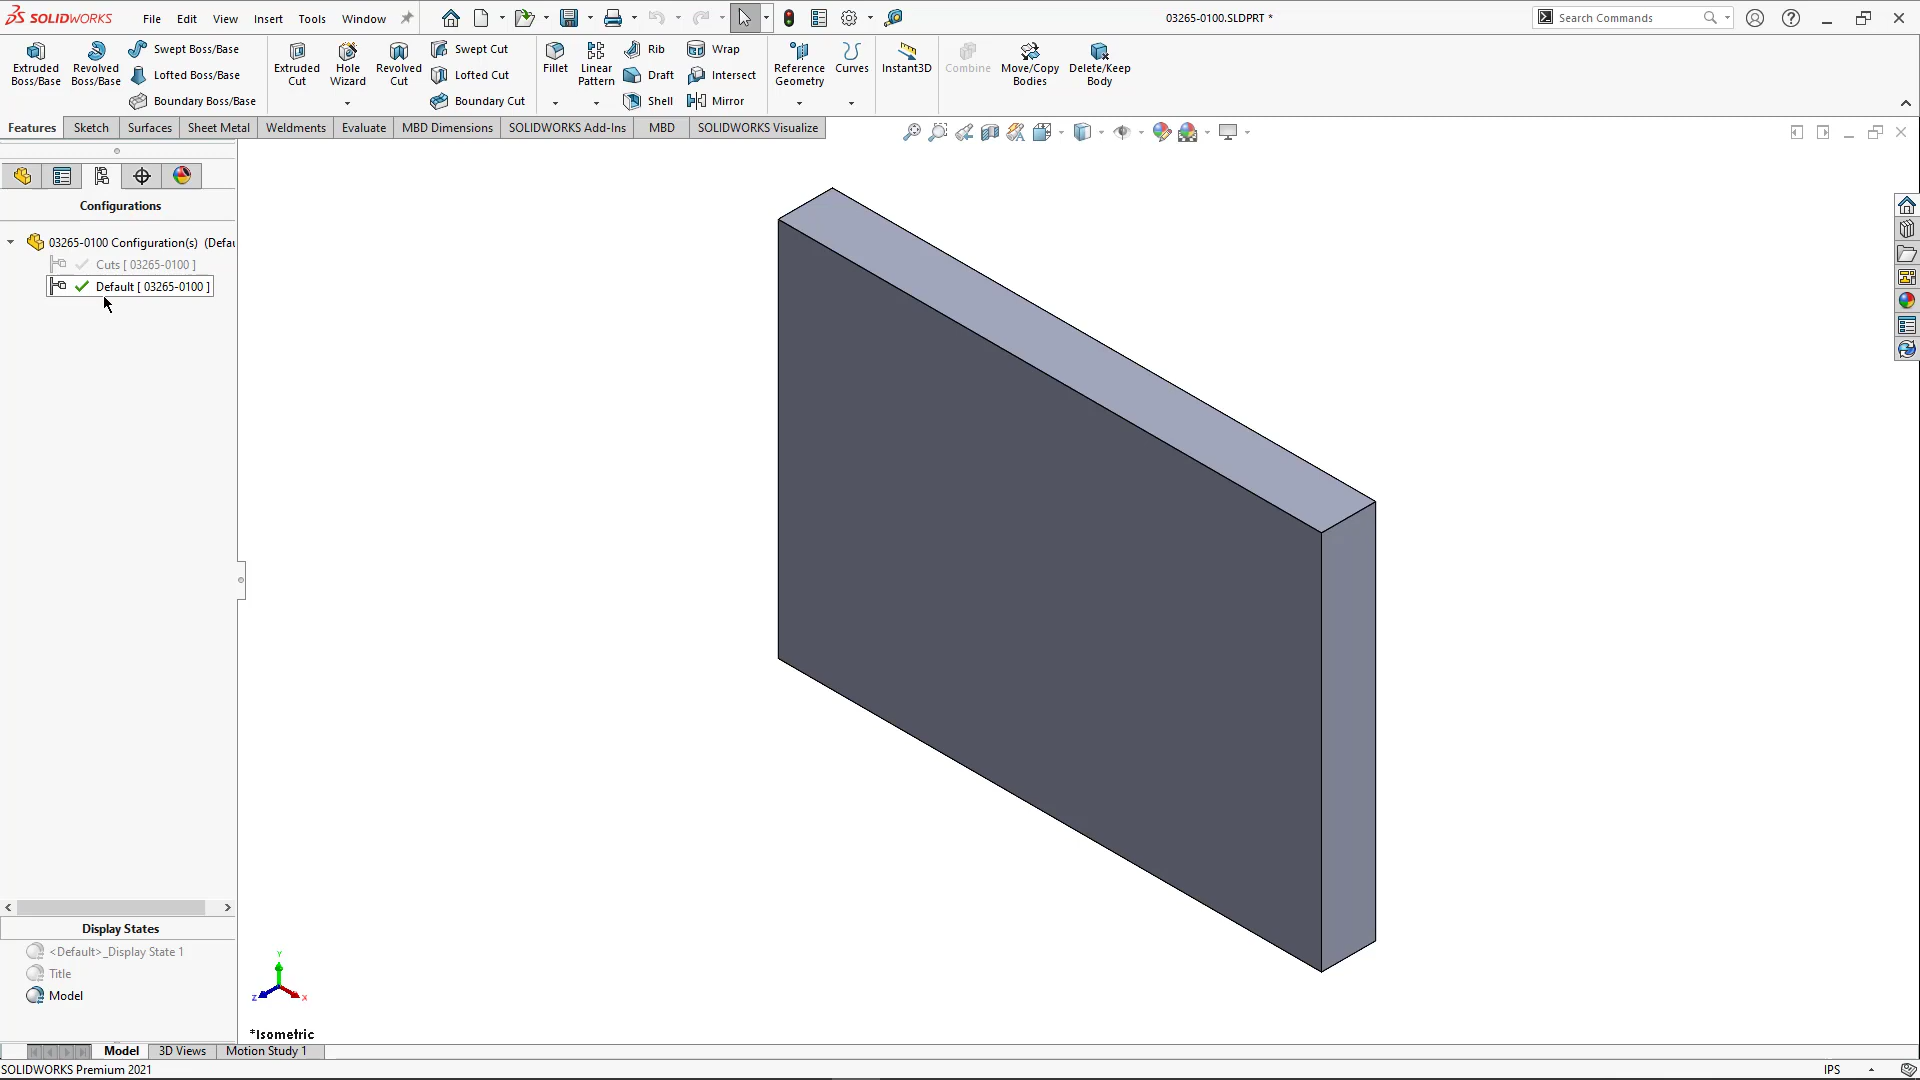 SOLIDWORKS File Edit View Insert Tools Window 03265-0100.SLDPRT * Search Commands
Extruded Boss/Base
Revolved Boss/Base
Swept Boss/Base
Lofted Boss/Base
Boundary Boss/Base
Extruded Cut
Hole Wizard
Revolved Cut
Swept Cut
Lofted Cut
Boundary Cut
Fillet
Linear Pattern
Rib
Draft
Shell
Wrap
Intersect
Mirror
Reference Geometry
Curves
Instant3D
Combine
Move/Copy Bodies
Delete/Keep Body
Features Sketch Surfaces Sheet Metal Weldments Evaluate MBD Dimensions SOLIDWORKS Add-Ins MBD SOLIDWORKS Visualize
Configurations
03265-0100 Configuration(s) (Defau
Cuts [ 03265-0100 ]
Default [ 03265-0100 ]
Display States
<Default>_Display State 1
Title
Model
Y
Z X
*Isometric
Model 3D Views Motion Study 1
SOLIDWORKS Premium 2021 IPS